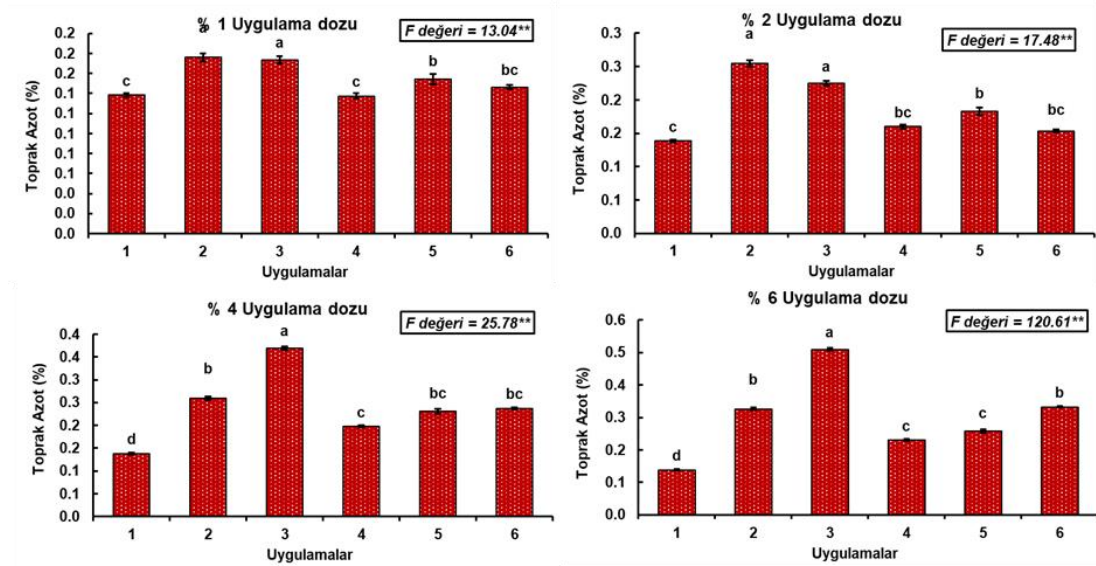 % 1 Uygulama dozu
F değeri = 13.04**
Toprak Azot (%)
0.2
0.2
0.2
0.1
0.1
0.1
0.1
0.1
0.0
0.0
0.0
c
a
a
c
b
bc
1 2 3 4 5 6
Uygulamalar
% 2 Uygulama dozu
F değeri = 17.48**
Toprak Azot (%)
0.3
0.3
0.2
0.2
0.1
0.1
0.0
c
a
a
bc
b
bc
1 2 3 4 5 6
Uygulamalar
% 4 Uygulama dozu
F değeri = 25.78**
Toprak Azot (%)
0.4
0.4
0.3
0.3
0.2
0.2
0.1
0.1
0.0
d
b
a
c
bc
bc
1 2 3 4 5 6
Uygulamalar
% 6 Uygulama dozu
F değeri = 120.61**
Toprak Azot (%)
0.6
0.5
0.4
0.3
0.2
0.1
0.0
d
b
a
c
c
b
1 2 3 4 5 6
Uygulamalar